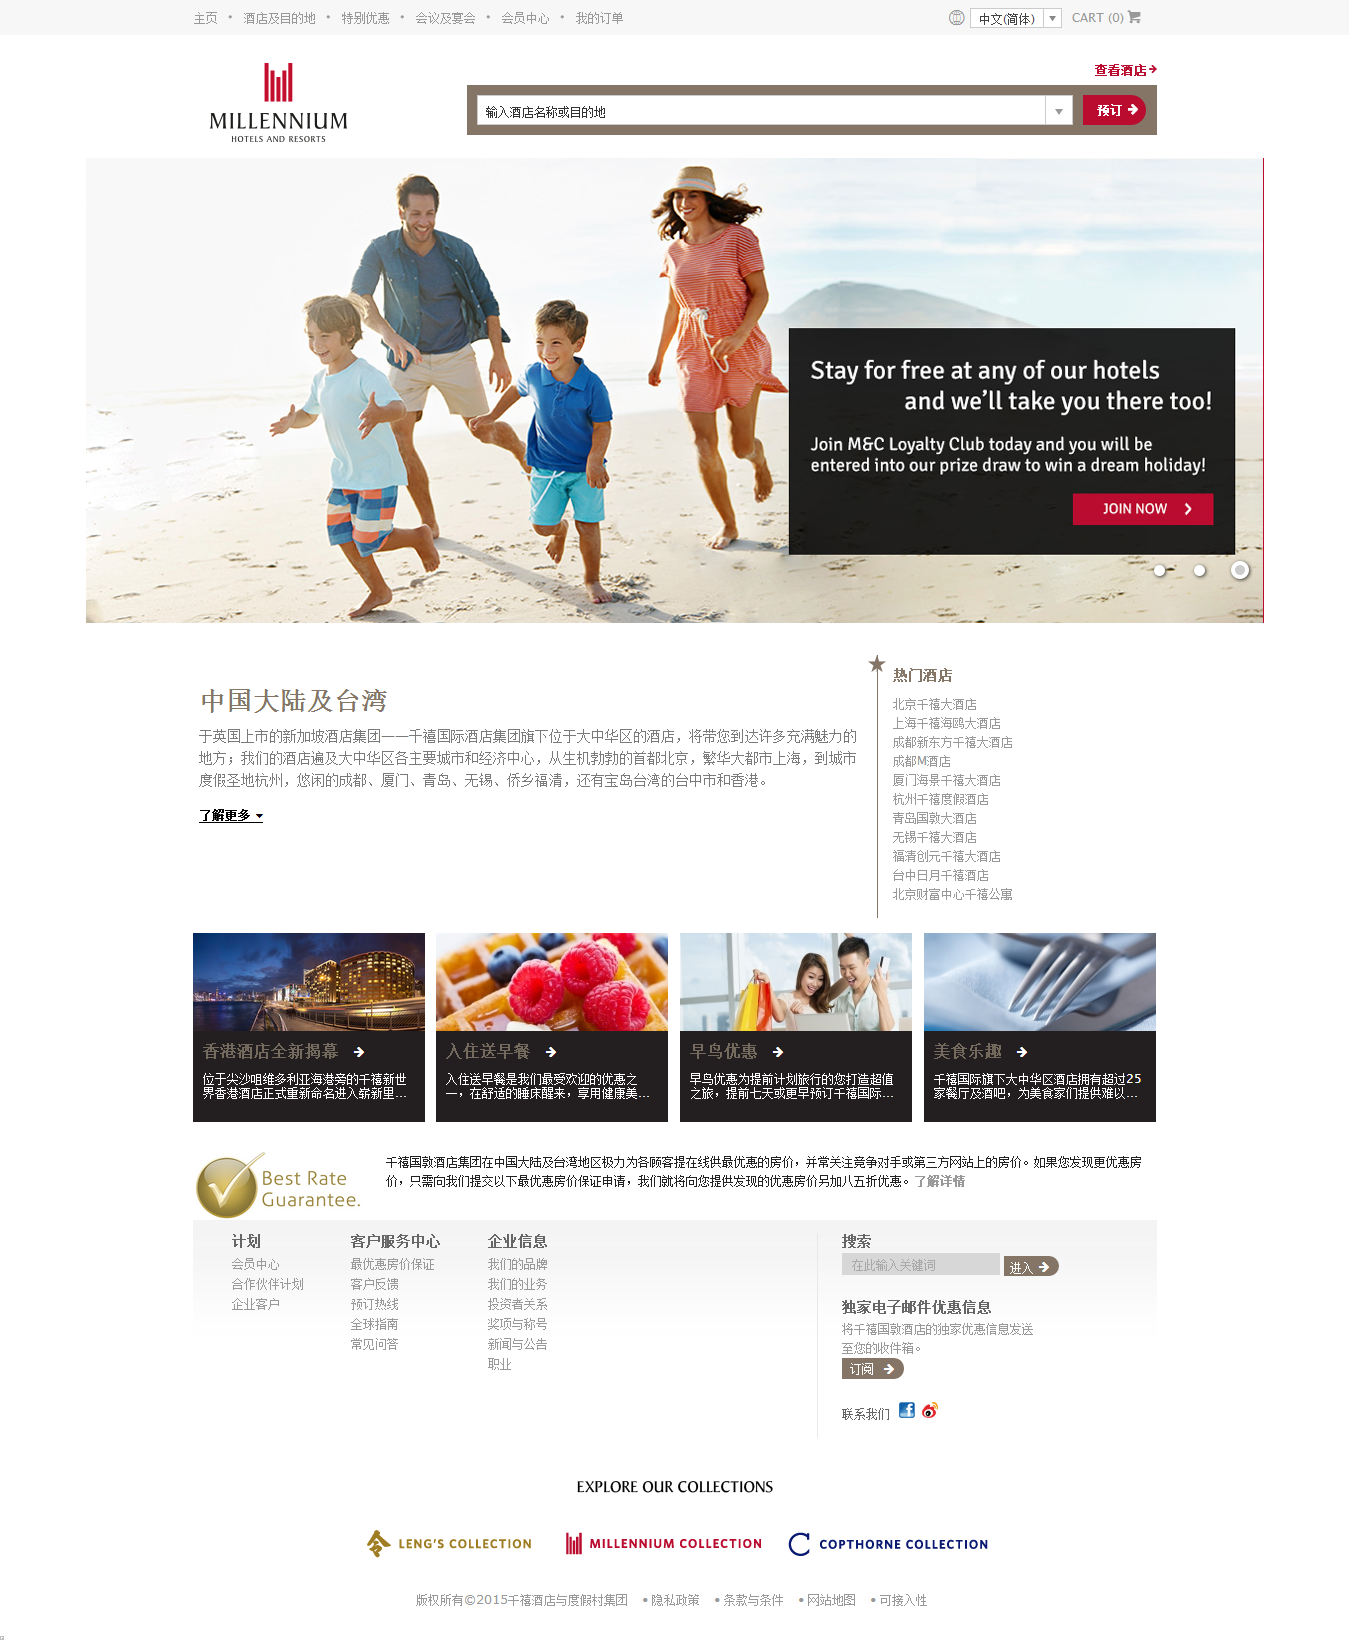 主页 • 酒店及目的地 • 特别优惠 • 会议及宴会 • 会员中心 • 我的订单
中文(简体) CART (0)
查看酒店
MILLENNIUM
HOTELS AND RESORTS
输入酒店名称或目的地
预订
Stay for free at any of our hotels
and we'll take you there too!
Join M&C Loyalty Club today and you will be
entered into our prize draw to win a dream holiday!
JOIN NOW
中国大陆及台湾
于英国上市的新加坡酒店集团——千禧国际酒店集团旗下位于大中华区的酒店，将带您到达许多充满魅力的
地方；我们的酒店遍及大中华区各主要城市和经济中心，从生机勃勃的首都北京，繁华大都市上海，到城市
度假圣地杭州，悠闲的成都、厦门、青岛、无锡、侨乡福清，还有宝岛台湾的台中市和香港。
了解更多
热门酒店
北京千禧大酒店
上海千禧海鸥大酒店
成都新东方千禧大酒店
成都M酒店
厦门海景千禧大酒店
杭州千禧度假酒店
青岛国敦大酒店
无锡千禧大酒店
福清创元千禧大酒店
台中日月千禧酒店
北京财富中心千禧公寓
香港酒店全新揭幕
位于尖沙咀维多利亚海港旁的千禧新世
界香港酒店正式重新命名进入崭新里...
入住送早餐
入住送早餐是我们最受欢迎的优惠之
一，在舒适的睡床醒来，享用健康美...
早鸟优惠
早鸟优惠为提前计划旅行的您打造超值
之旅，提前七天或更早预订千禧国际...
美食乐趣
千禧国际旗下大中华区酒店拥有超过25
家餐厅及酒吧，为美食家们提供难以...
Best Rate
Guarantee.
千禧国敦酒店集团在中国大陆及台湾地区极力为各顾客提在线供最优惠的房价，并常关注竞争对手或第三方网站上的房价。如果您发现更优惠房
价，只需向我们提交以下最优惠房价保证申请，我们就将向您提供发现的优惠房价另加八五折优惠。了解详情
计划
会员中心
合作伙伴计划
企业客户
客户服务中心
最优惠房价保证
客户反馈
预订热线
全球指南
常见问答
企业信息
我们的品牌
我们的业务
投资者关系
奖项与称号
新闻与公告
职业
搜索
在此输入关键词
进入
独家电子邮件优惠信息
将千禧国敦酒店的独家优惠信息发送
至您的收件箱。
订阅
联系我们
EXPLORE OUR COLLECTIONS
LENG'S COLLECTION
MILLENNIUM COLLECTION
COPTHORNE COLLECTION
版权所有©2015千禧酒店与度假村集团 • 隐私政策 • 条款与条件 • 网站地图 • 可接入性